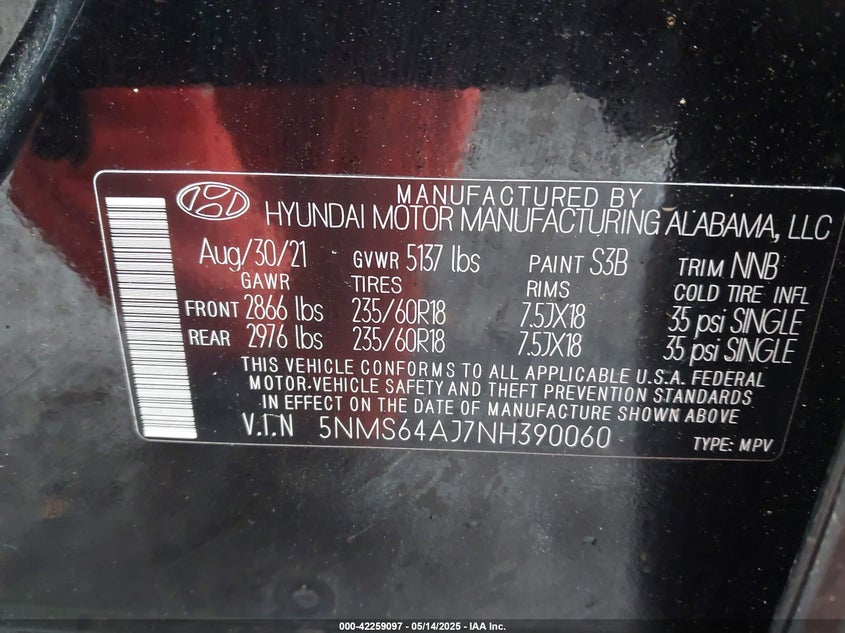 MANUFACTURED BY
HYUNDAI MOTOR MANUFACTURING ALABAMA, LLC
Aug/30/21 GVWR 5137 lbs PAINT S3B TRIM NNB
GAWR TIRES RIMS COLD TIRE INFL
FRONT 2866 lbs 235/60R18 7.5JX18 35 psi SINGLE
REAR 2976 lbs 235/60R18 7.5JX18 35 psi SINGLE
THIS VEHICLE CONFORMS TO ALL APPLICABLE U.S.A. FEDERAL
MOTOR-VEHICLE SAFETY AND THEFT PREVENTION STANDARDS
IN EFFECT ON THE DATE OF MANUFACTURE SHOWN ABOVE
V.I.N 5NMS64AJ7NH390060 TYPE: MPV
000-42259097 - 05/14/2025 - IAA Inc.